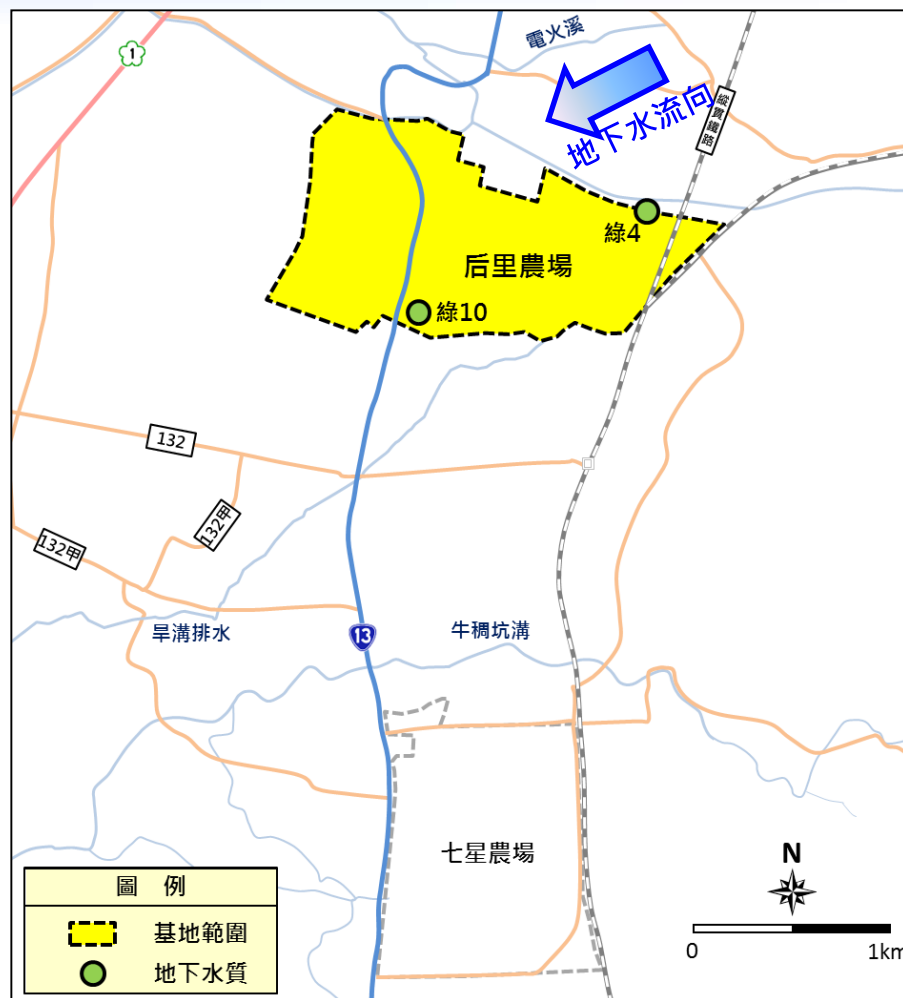 電火溪
1
地下水流向
縱貫鐵路
綠4
后里農場
綠10
132
132甲
132甲
旱溝排水
13
牛稠坑溝
七星農場
N
0 1km
圖 例
基地範圍
地下水質